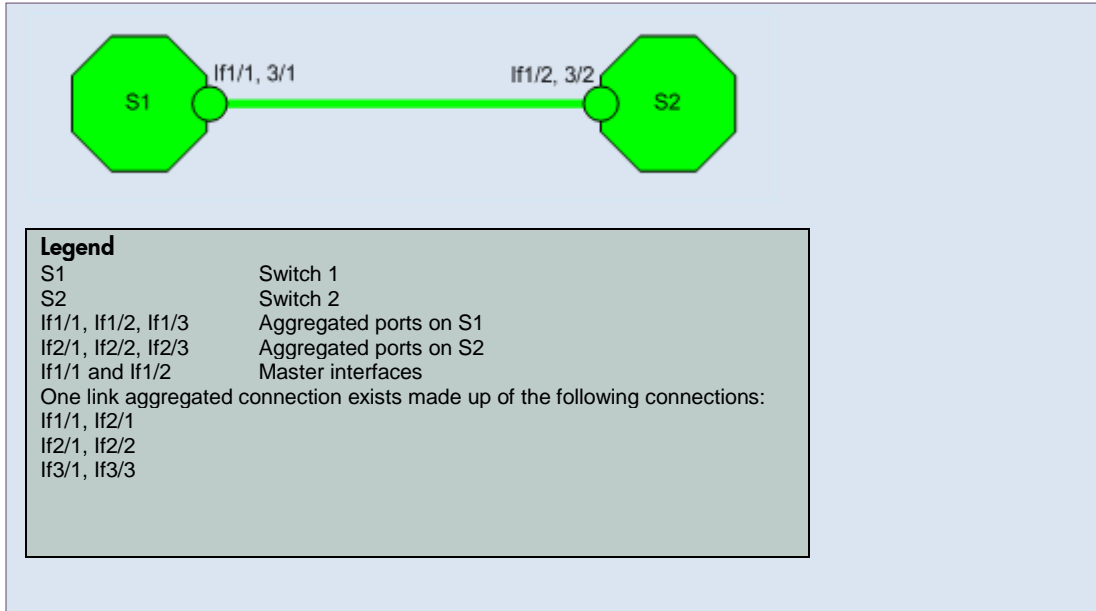 If1/1, 3/1
If1/2, 3/2
S1
S2
Legend
S1 Switch 1
S2 Switch 2
If1/1, If1/2, If1/3 Aggregated ports on S1
If2/1, If2/2, If2/3 Aggregated ports on S2
If1/1 and If1/2 Master interfaces
One link aggregated connection exists made up of the following connections:
If1/1, If2/1
If2/1, If2/2
If3/1, If3/3